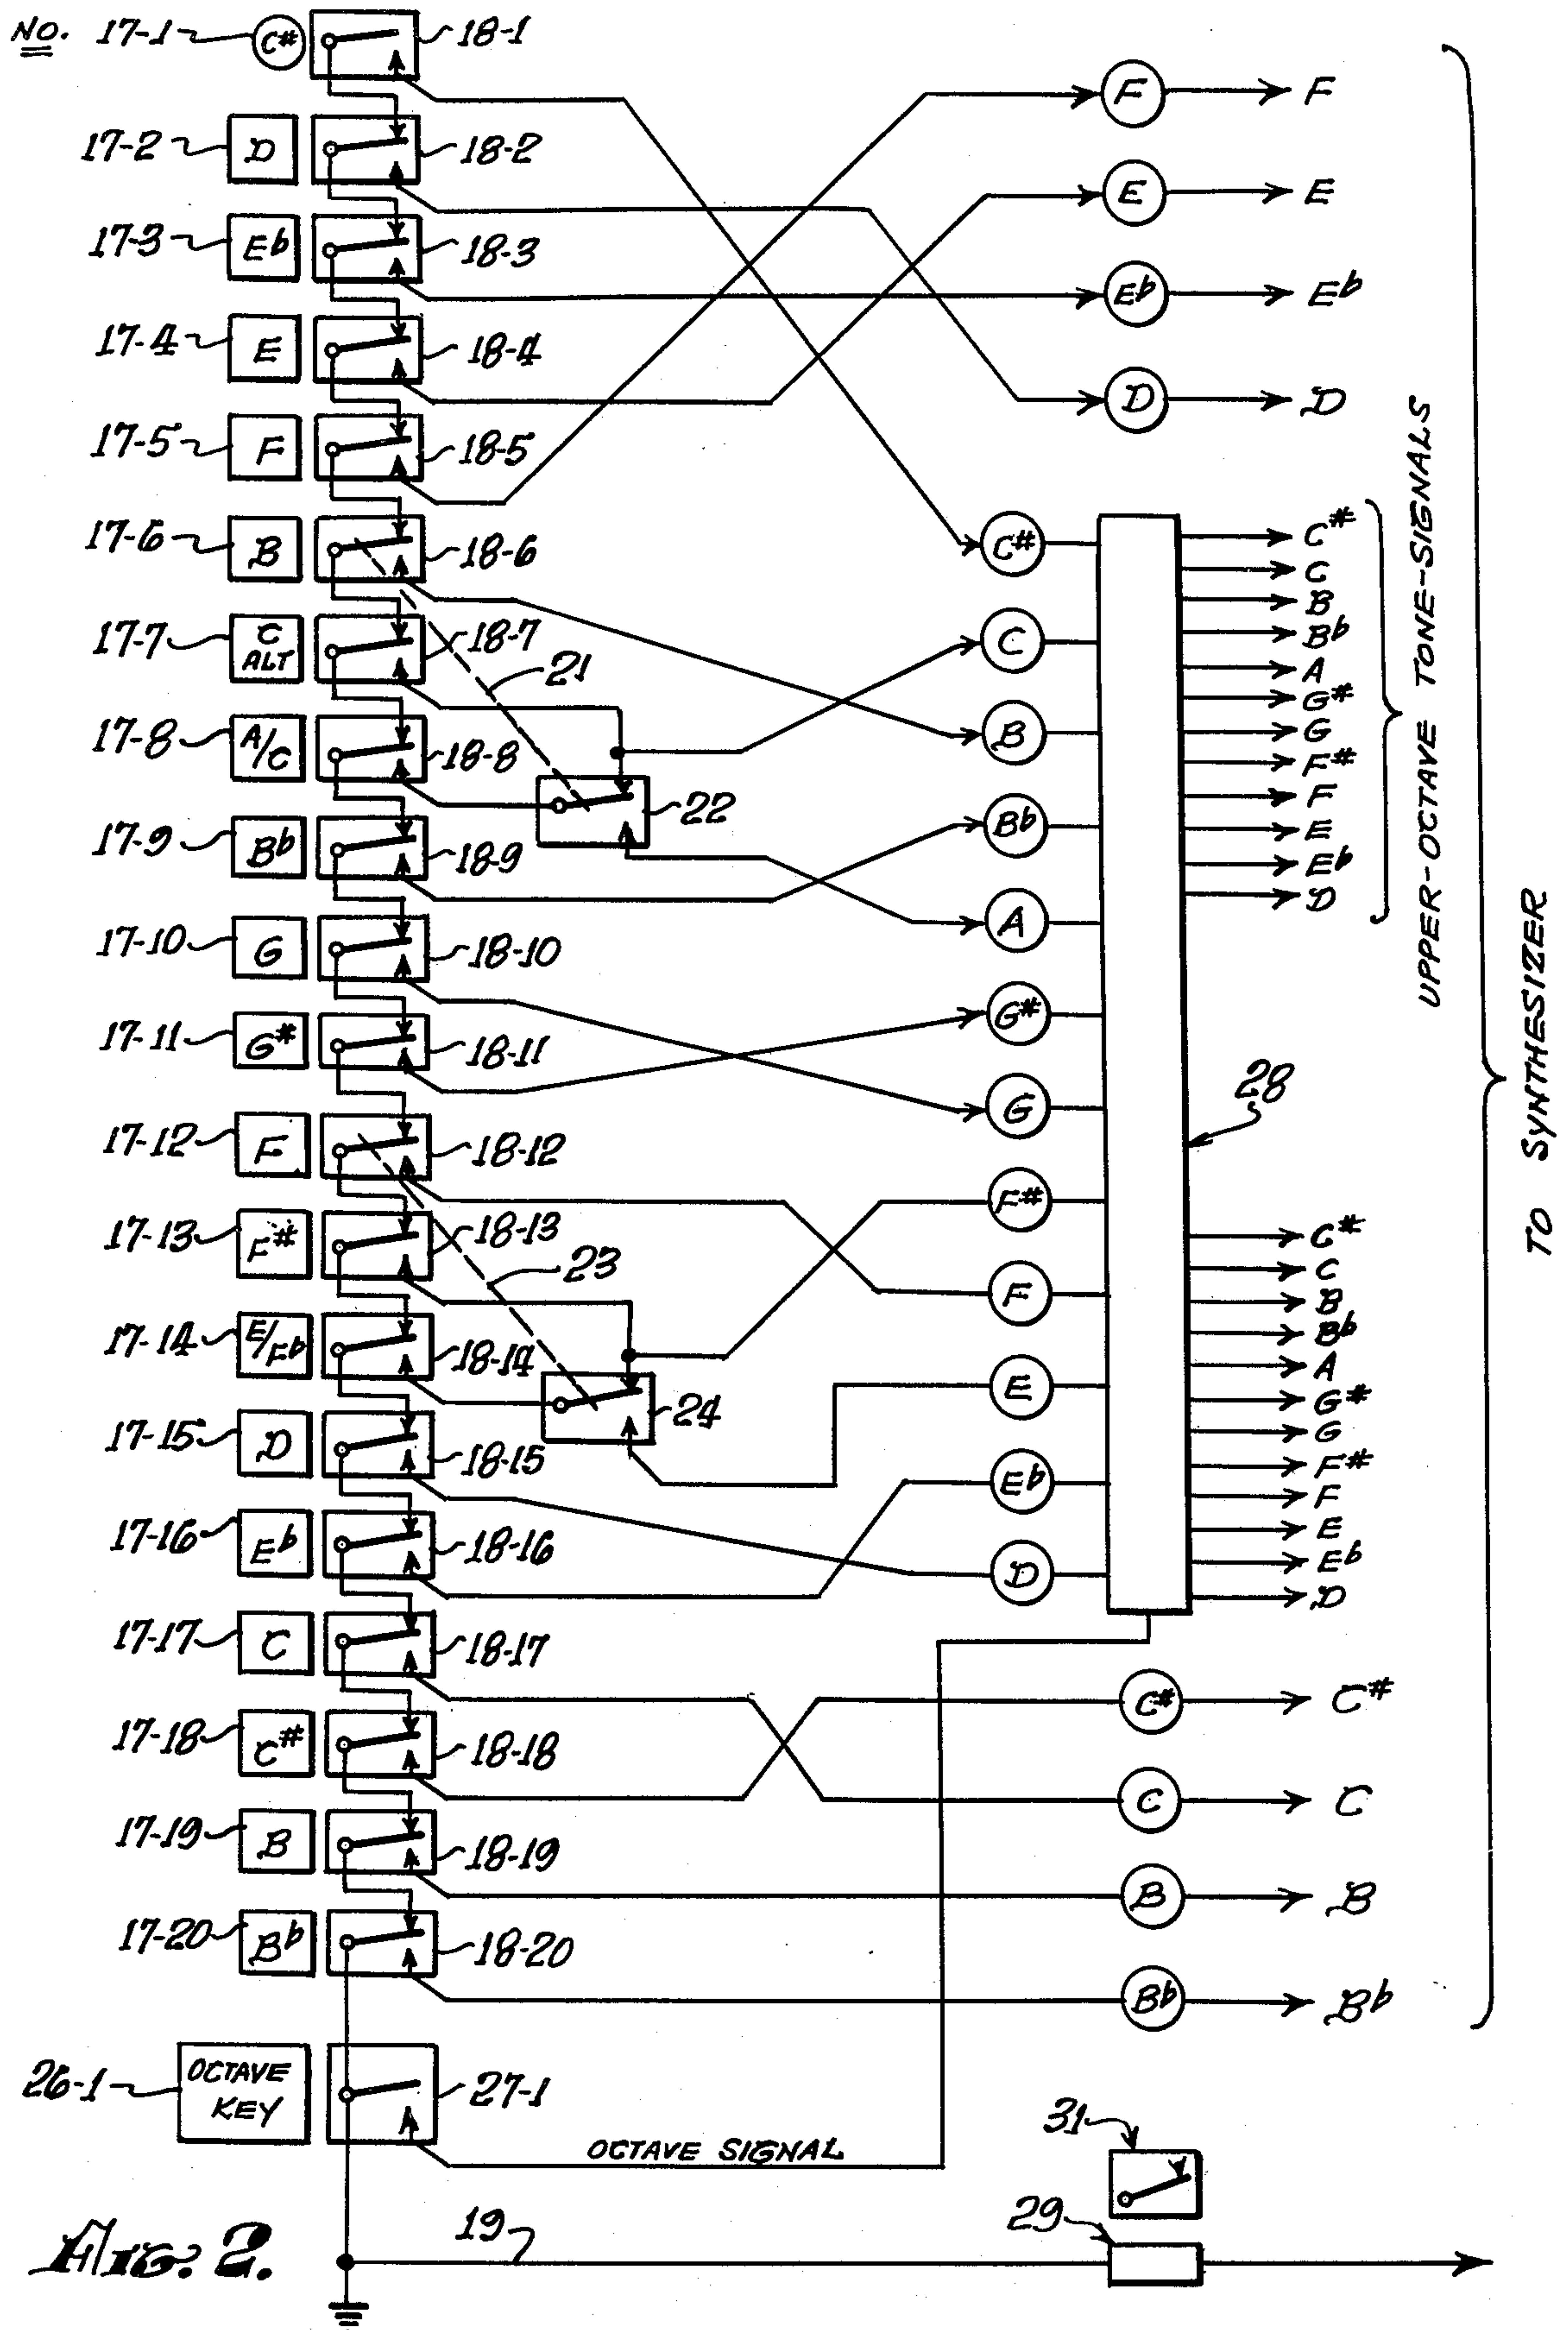 NO. 17-1 C# 18-1
17-2 D 18-2
17-3 Eb 18-3
17-4 E 18-4
17-5 F 18-5
17-6 B 18-6
17-7 C ALT 18-7
17-8 A/C 18-8
17-9 Bb 18-9
17-10 G 18-10
17-11 G# 18-11
17-12 F 18-12
17-13 F# 18-13
17-14 E/F♭ 18-14
17-15 D 18-15
17-16 Eb 18-16
17-17 C 18-17
17-18 C# 18-18
17-19 B 18-19
17-20 Bb 18-20
26-1 OCTAVE KEY 27-1
OCTAVE SIGNAL
21
22
23
24
F F
E E
Eb Eb
D D
C#
C
B
Bb
A
G#
G
F#
F
E
Eb
D
28
C#
C
B
Bb
A
G#
G
F#
F
E
Eb
D
UPPER-OCTAVE TONE-SIGNALS
C#
C
B
Bb
A
G#
G
F#
F
E
Eb
D
C# C#
C C
B B
Bb Bb
TO SYNTHESIZER
31
29
19
FIG. 2.